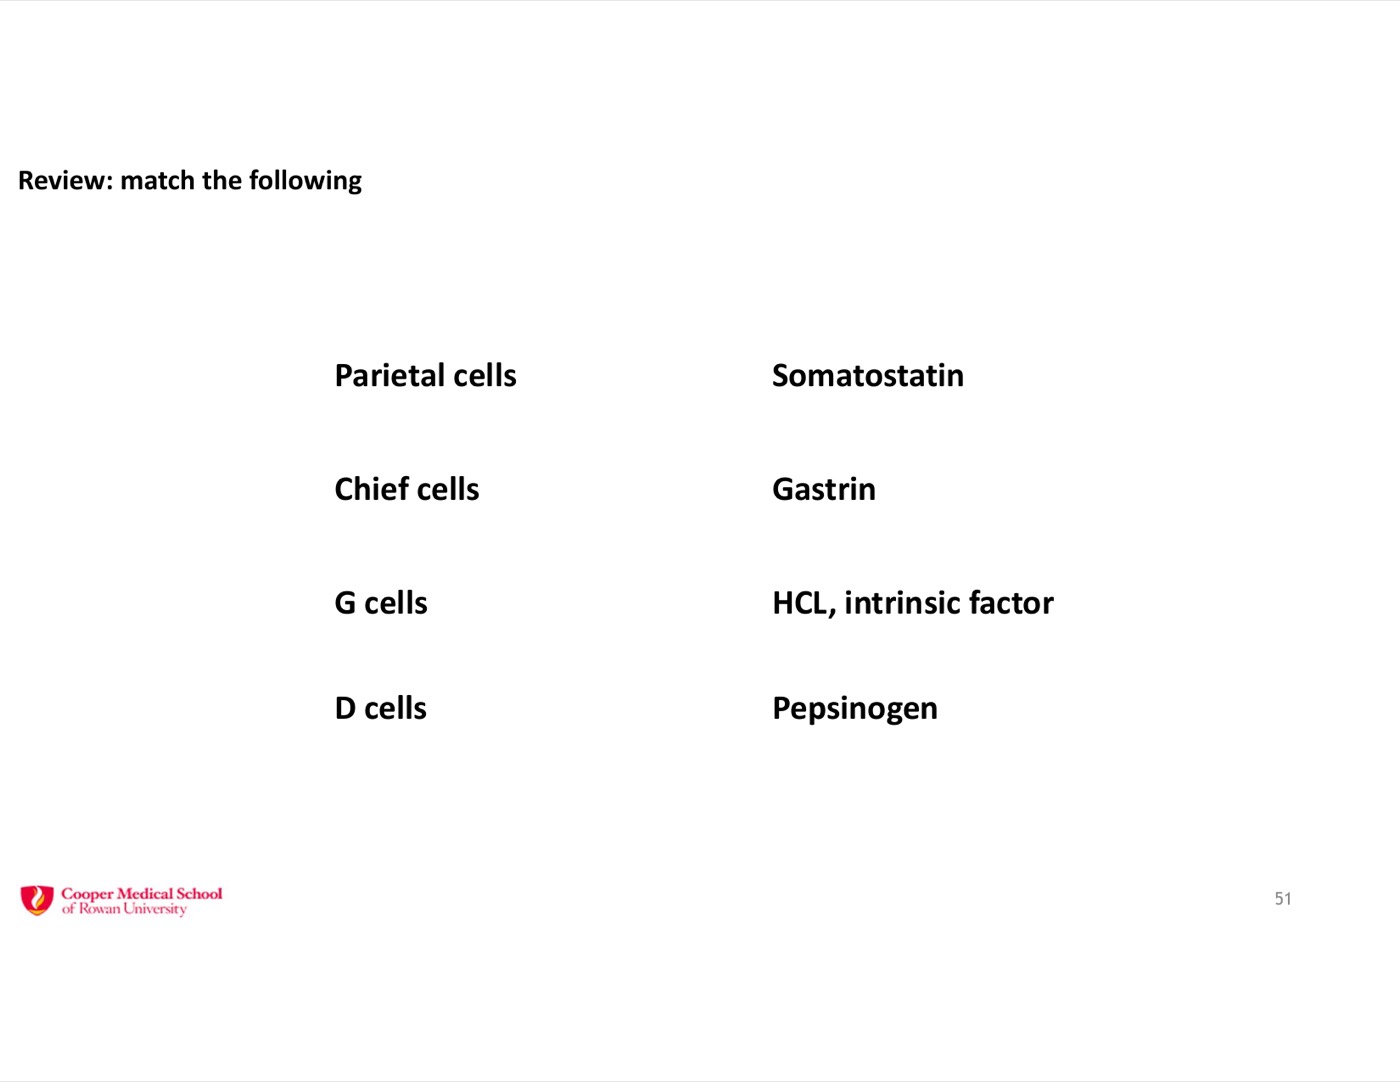 Review: match the following
Parietal cells Somatostatin
Chief cells Gastrin
G cells HCL, intrinsic factor
D cells Pepsinogen
Cooper Medical School
of Rowan University
51